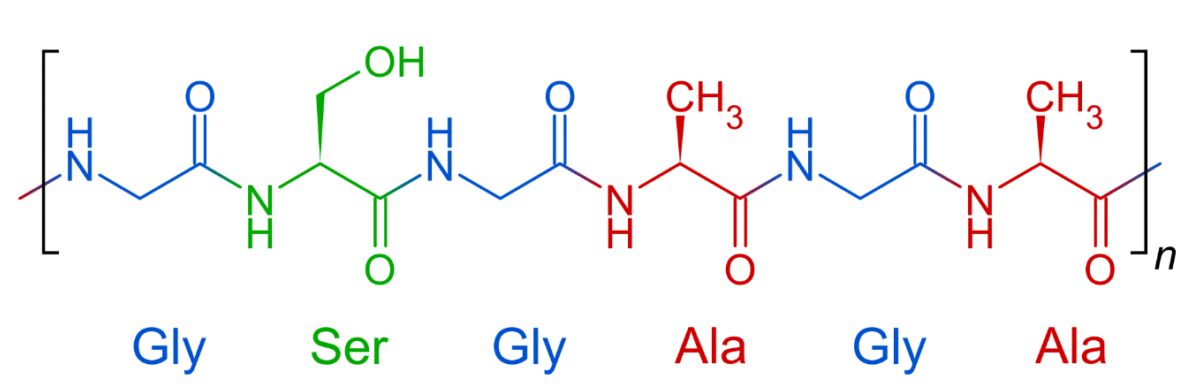 OH
O O CH3 O CH3
H H H
N N N
N N N
H H H
O O O
n
Gly Ser Gly Ala Gly Ala